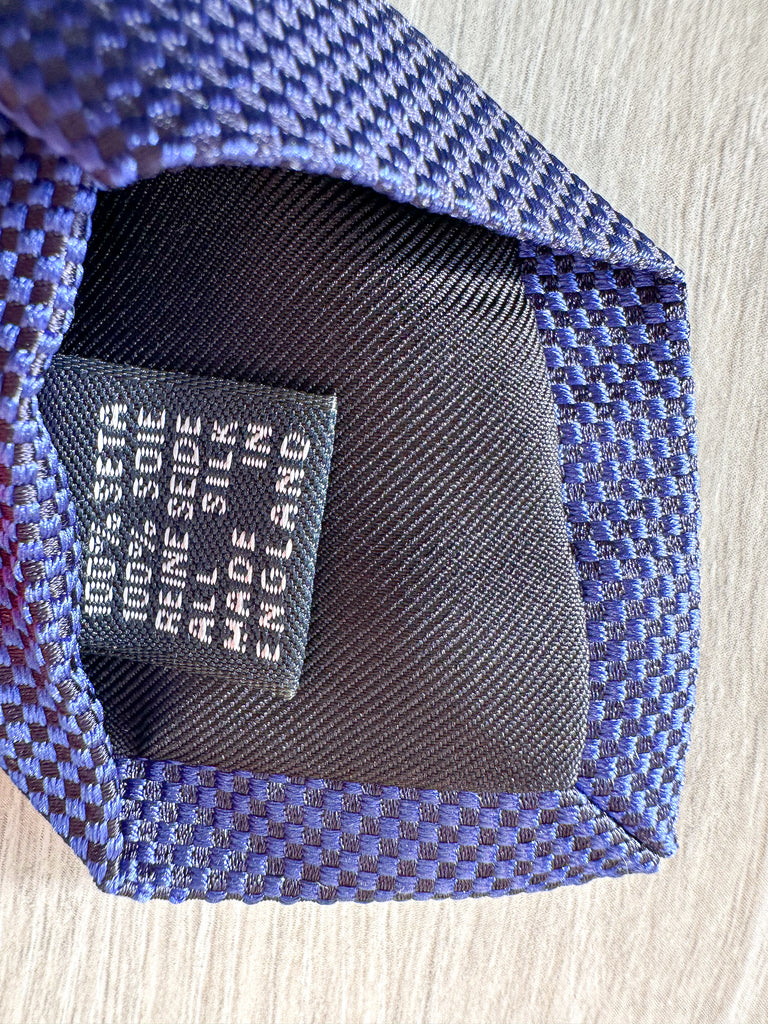 100% SETA
100% SOIE
REINE SEIDE
ALL SILK
MADE IN
ENGLAND